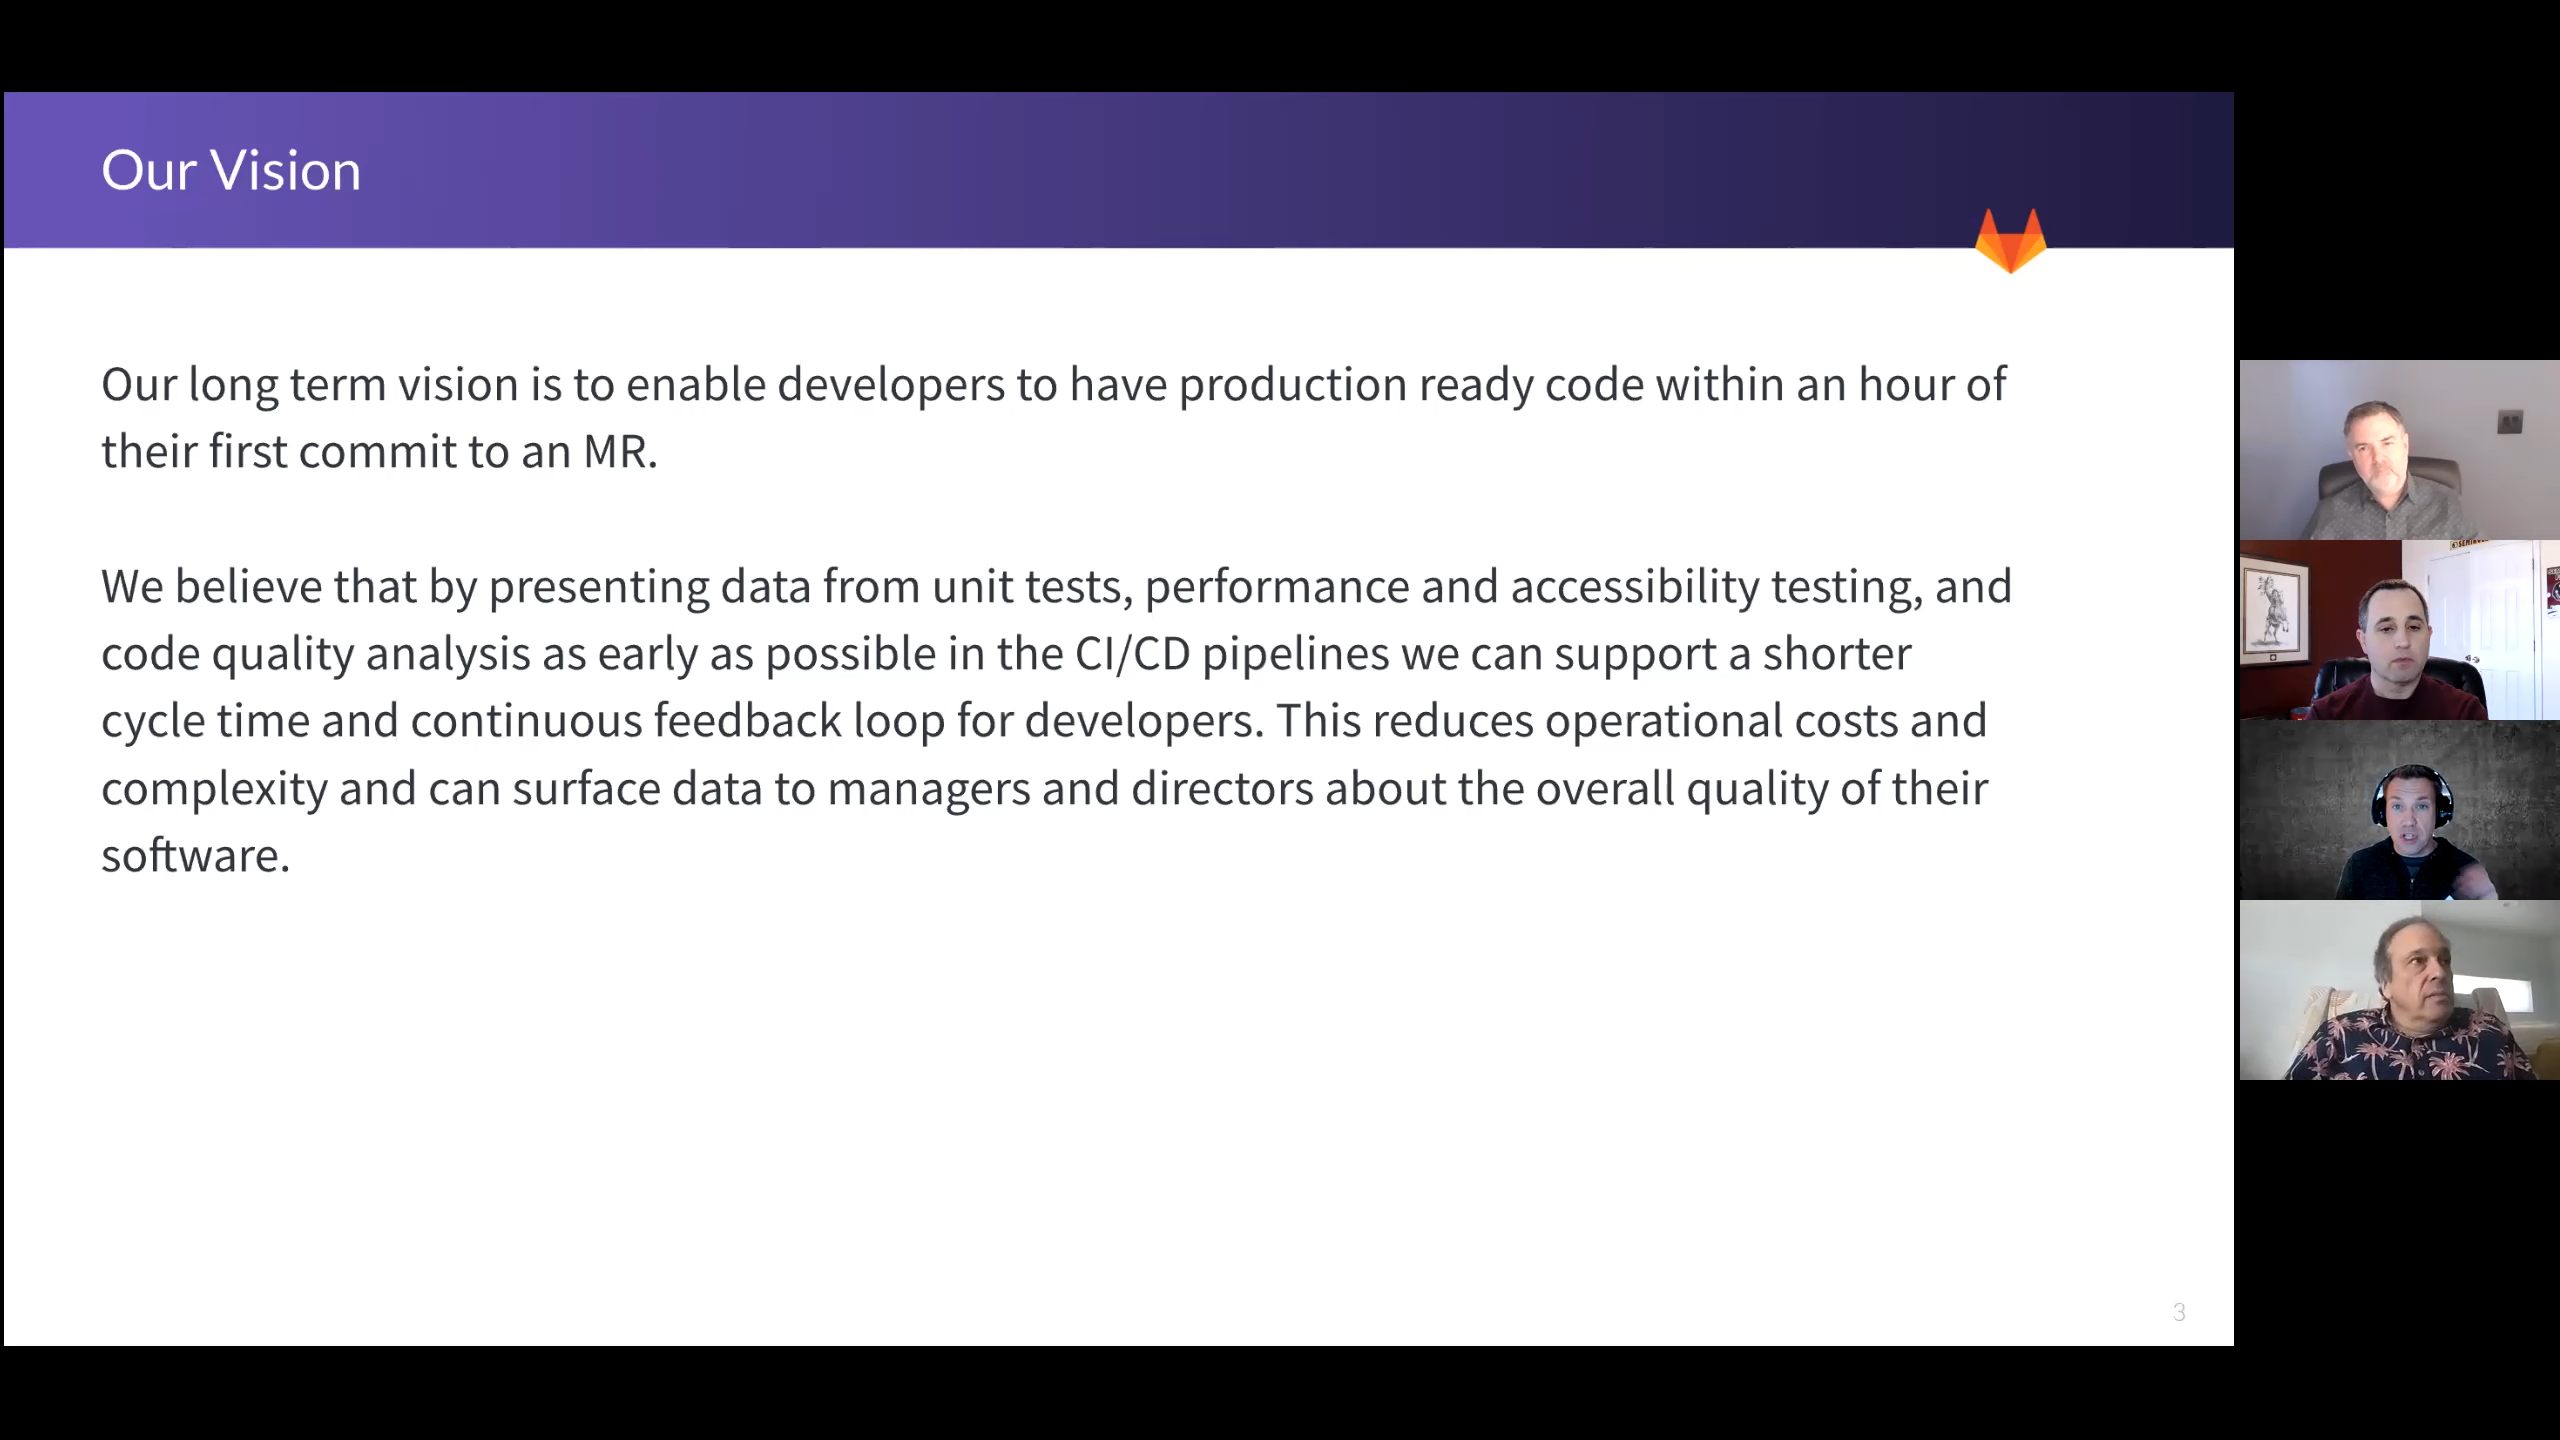 Our Vision
Our long term vision is to enable developers to have production ready code within an hour of
their first commit to an MR.
We believe that by presenting data from unit tests, performance and accessibility testing, and
code quality analysis as early as possible in the CI/CD pipelines we can support a shorter
cycle time and continuous feedback loop for developers. This reduces operational costs and
complexity and can surface data to managers and directors about the overall quality of their
software.
3